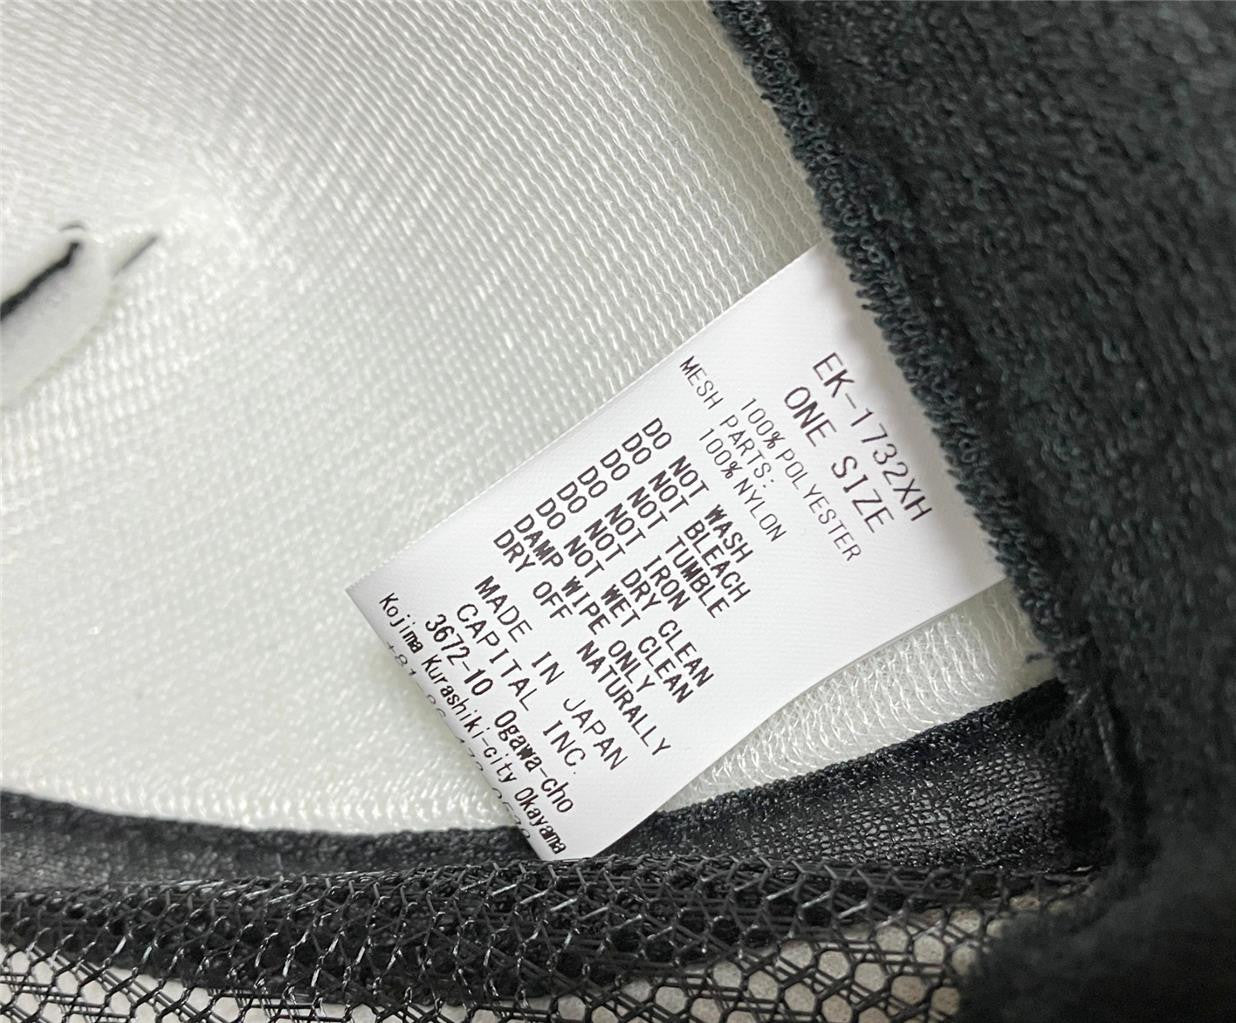 EK-1732XH
ONE SIZE
100% POLYESTER
MESH PARTS:
100% NYLON
DO NOT WASH
DO NOT BLEACH
DO NOT TUMBLE
DO NOT IRON
DO NOT DRY CLEAN
DO NOT WET CLEAN
DAMP WIPE ONLY
DRY OFF NATURALLY
MADE IN JAPAN
CAPITAL INC.
3672-10 Ogawa-cho
Kojima Kurashiki-city Okayama